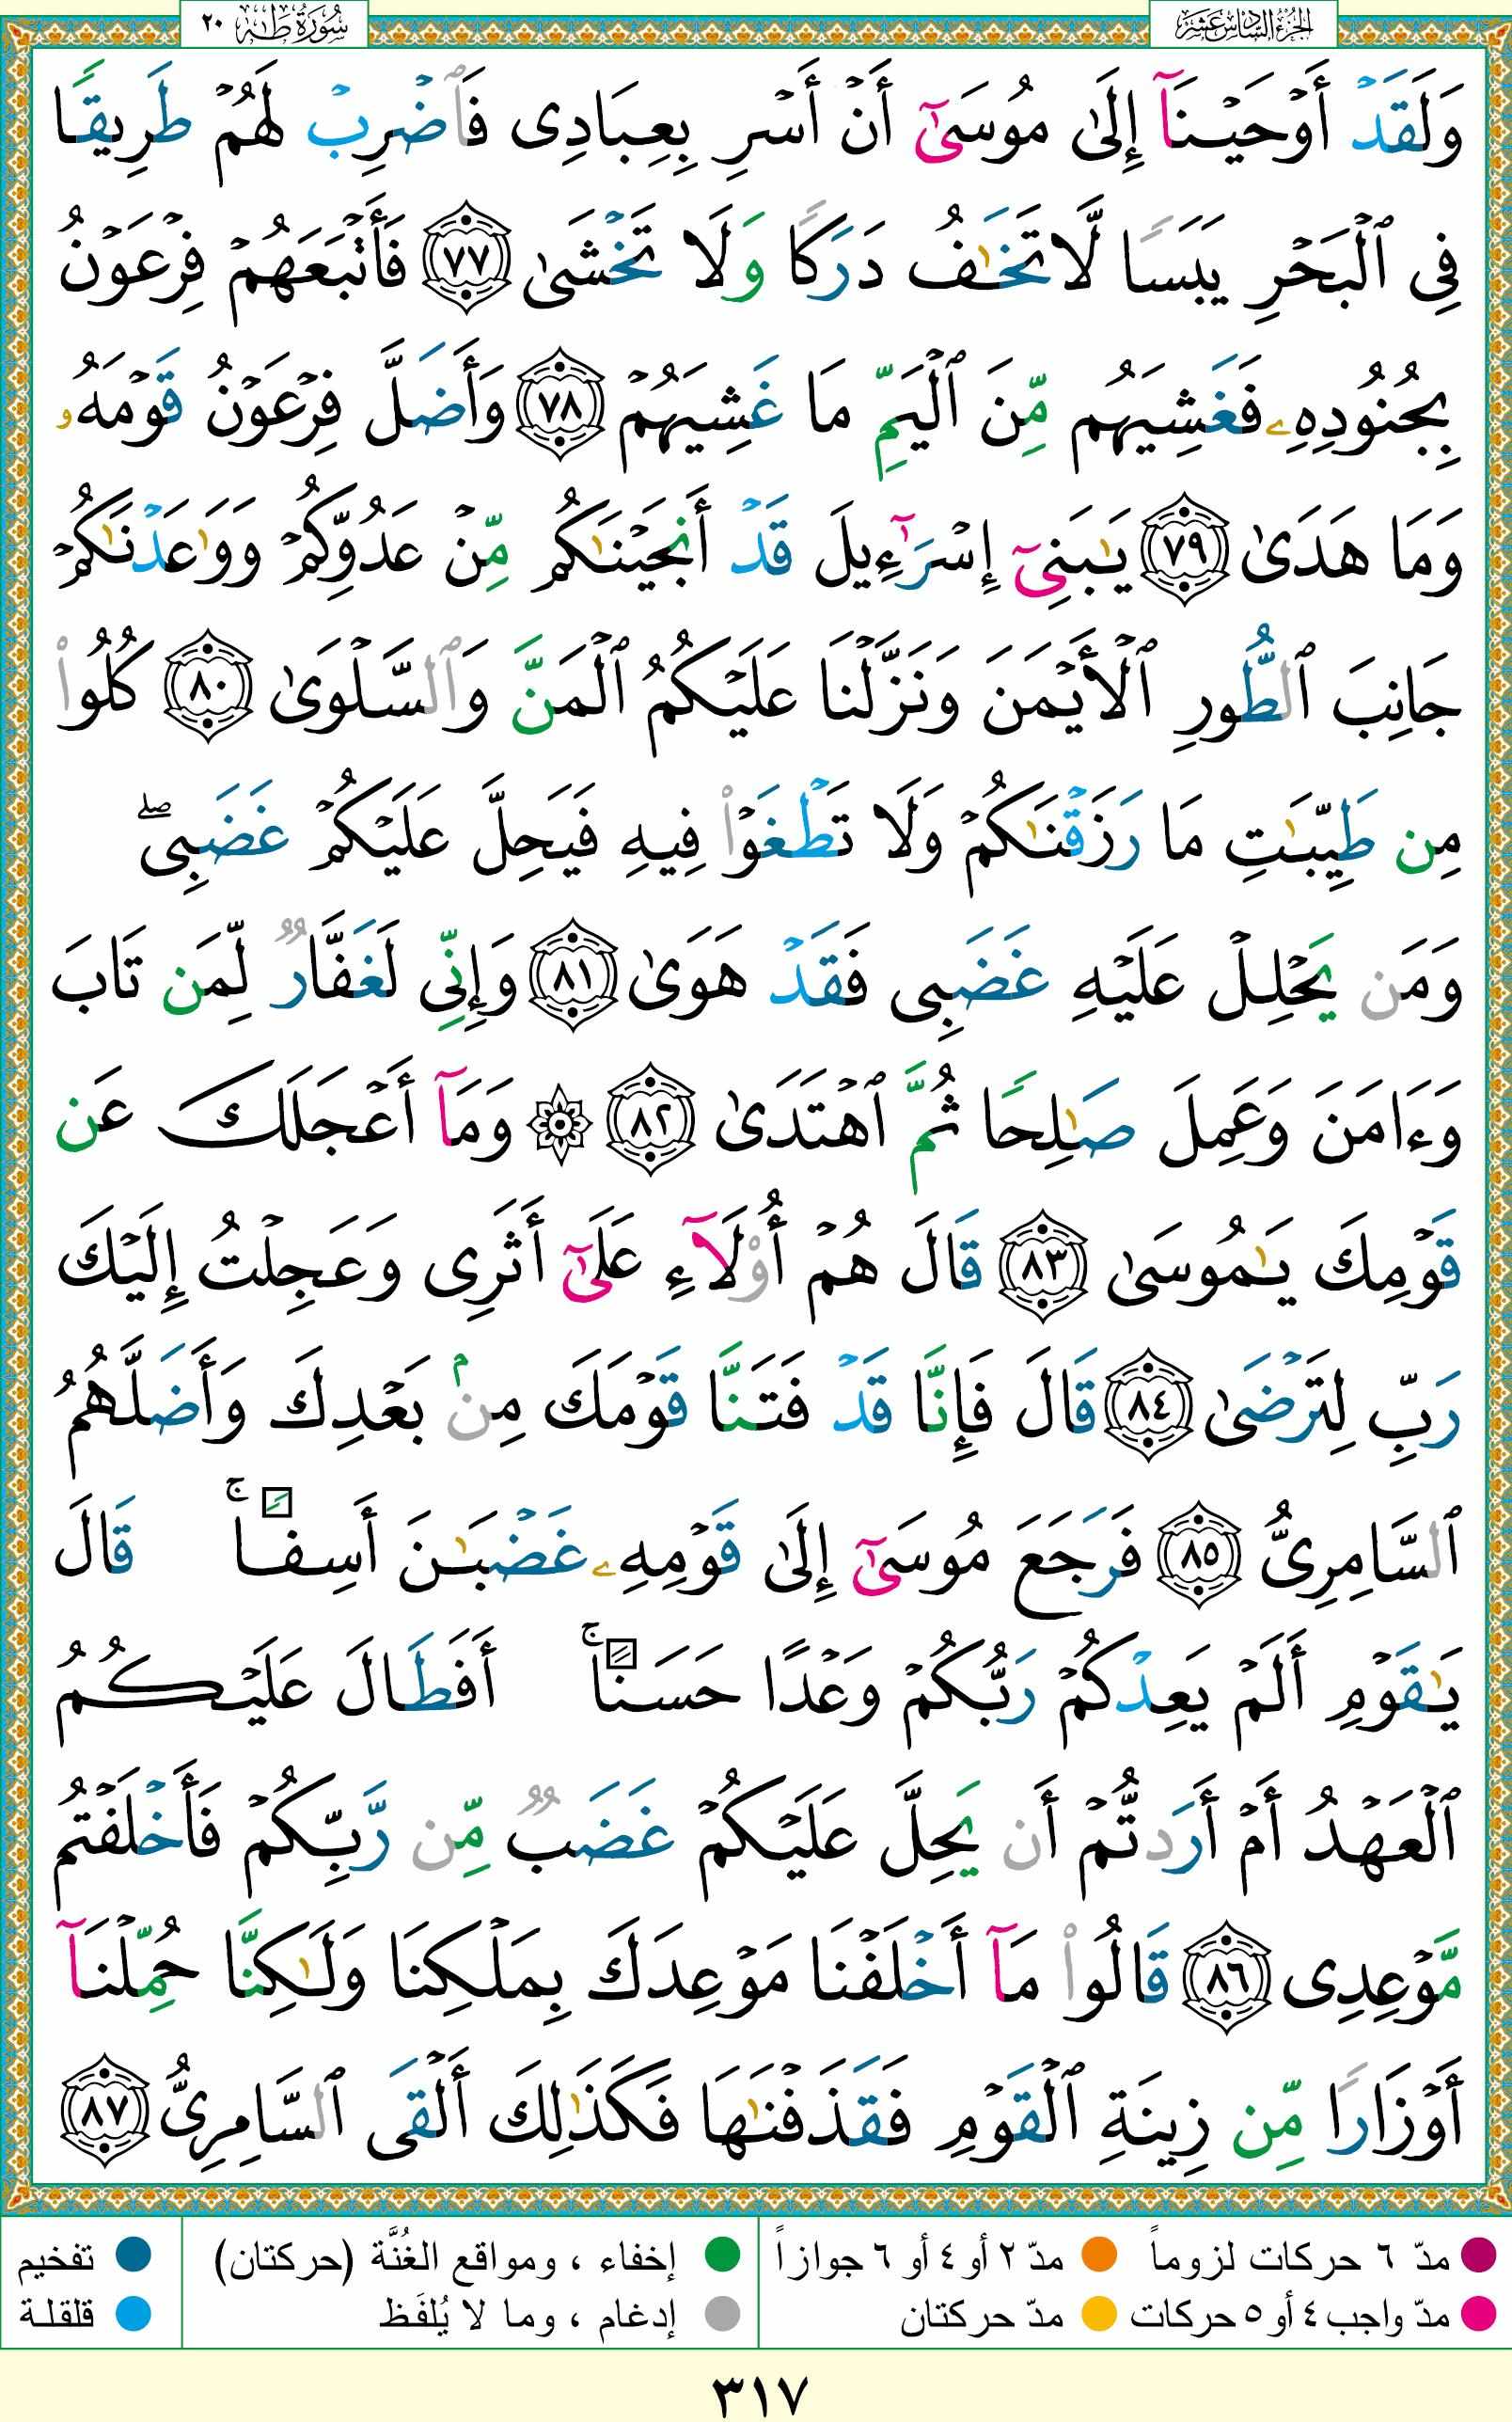 الجزء السادس عشر
سورة طه ٢٠
وَلَقَدْ أَوْحَيْنَآ إِلَىٰ مُوسَىٰٓ أَنْ أَسْرِ بِعِبَادِى فَٱضْرِبْ لَهُمْ طَرِيقًا
فِى ٱلْبَحْرِ يَبَسًا لَّا تَخَـٰفُ دَرَكًا وَلَا تَخْشَىٰ ٧٧ فَأَتْبَعَهُمْ فِرْعَوْنُ
بِجُنُودِهِۦ فَغَشِيَهُم مِّنَ ٱلْيَمِّ مَا غَشِيَهُمْ ٧٨ وَأَضَلَّ فِرْعَوْنُ قَوْمَهُۥ
وَمَا هَدَىٰ ٧٩ يَـٰبَنِىٓ إِسْرَٰٓءِيلَ قَدْ أَنجَيْنَـٰكُم مِّنْ عَدُوِّكُمْ وَوَٰعَدْنَـٰكُمْ
جَانِبَ ٱلطُّورِ ٱلْأَيْمَنَ وَنَزَّلْنَا عَلَيْكُمُ ٱلْمَنَّ وَٱلسَّلْوَىٰ ٨٠ كُلُوا۟
مِن طَيِّبَـٰتِ مَا رَزَقْنَـٰكُمْ وَلَا تَطْغَوْا۟ فِيهِ فَيَحِلَّ عَلَيْكُمْ غَضَبِى ۖ
وَمَن يَحْلِلْ عَلَيْهِ غَضَبِى فَقَدْ هَوَىٰ ٨١ وَإِنِّى لَغَفَّارٌ لِّمَن تَابَ
وَءَامَنَ وَعَمِلَ صَـٰلِحًا ثُمَّ ٱهْتَدَىٰ ٨٢ ۞ وَمَآ أَعْجَلَكَ عَن
قَوْمِكَ يَـٰمُوسَىٰ ٨٣ قَالَ هُمْ أُو۟لَآءِ عَلَىٰٓ أَثَرِى وَعَجِلْتُ إِلَيْكَ
رَبِّ لِتَرْضَىٰ ٨٤ قَالَ فَإِنَّا قَدْ فَتَنَّا قَوْمَكَ مِنۢ بَعْدِكَ وَأَضَلَّهُمُ
ٱلسَّامِرِىُّ ٨٥ فَرَجَعَ مُوسَىٰٓ إِلَىٰ قَوْمِهِۦ غَضْبَـٰنَ أَسِفًا ۚ قَالَ
يَـٰقَوْمِ أَلَمْ يَعِدْكُمْ رَبُّكُمْ وَعْدًا حَسَنًا ۚ أَفَطَالَ عَلَيْكُمُ
ٱلْعَهْدُ أَمْ أَرَدتُّمْ أَن يَحِلَّ عَلَيْكُمْ غَضَبٌ مِّن رَّبِّكُمْ فَأَخْلَفْتُم
مَّوْعِدِى ٨٦ قَالُوا۟ مَآ أَخْلَفْنَا مَوْعِدَكَ بِمَلْكِنَا وَلَـٰكِنَّا حُمِّلْنَآ
أَوْزَارًا مِّن زِينَةِ ٱلْقَوْمِ فَقَذَفْنَـٰهَا فَكَذَٰلِكَ أَلْقَى ٱلسَّامِرِىُّ ٨٧
مدّ ٦ حركات لزوماً مدّ ٢ أو ٤ أو ٦ جوازاً إخفاء ، ومواقع الغُنَّة (حركتان) تفخيم
مدّ واجب ٤ أو ٥ حركات مدّ حركتان إدغام ، وما لا يُلفَظ قلقلة
٣١٧